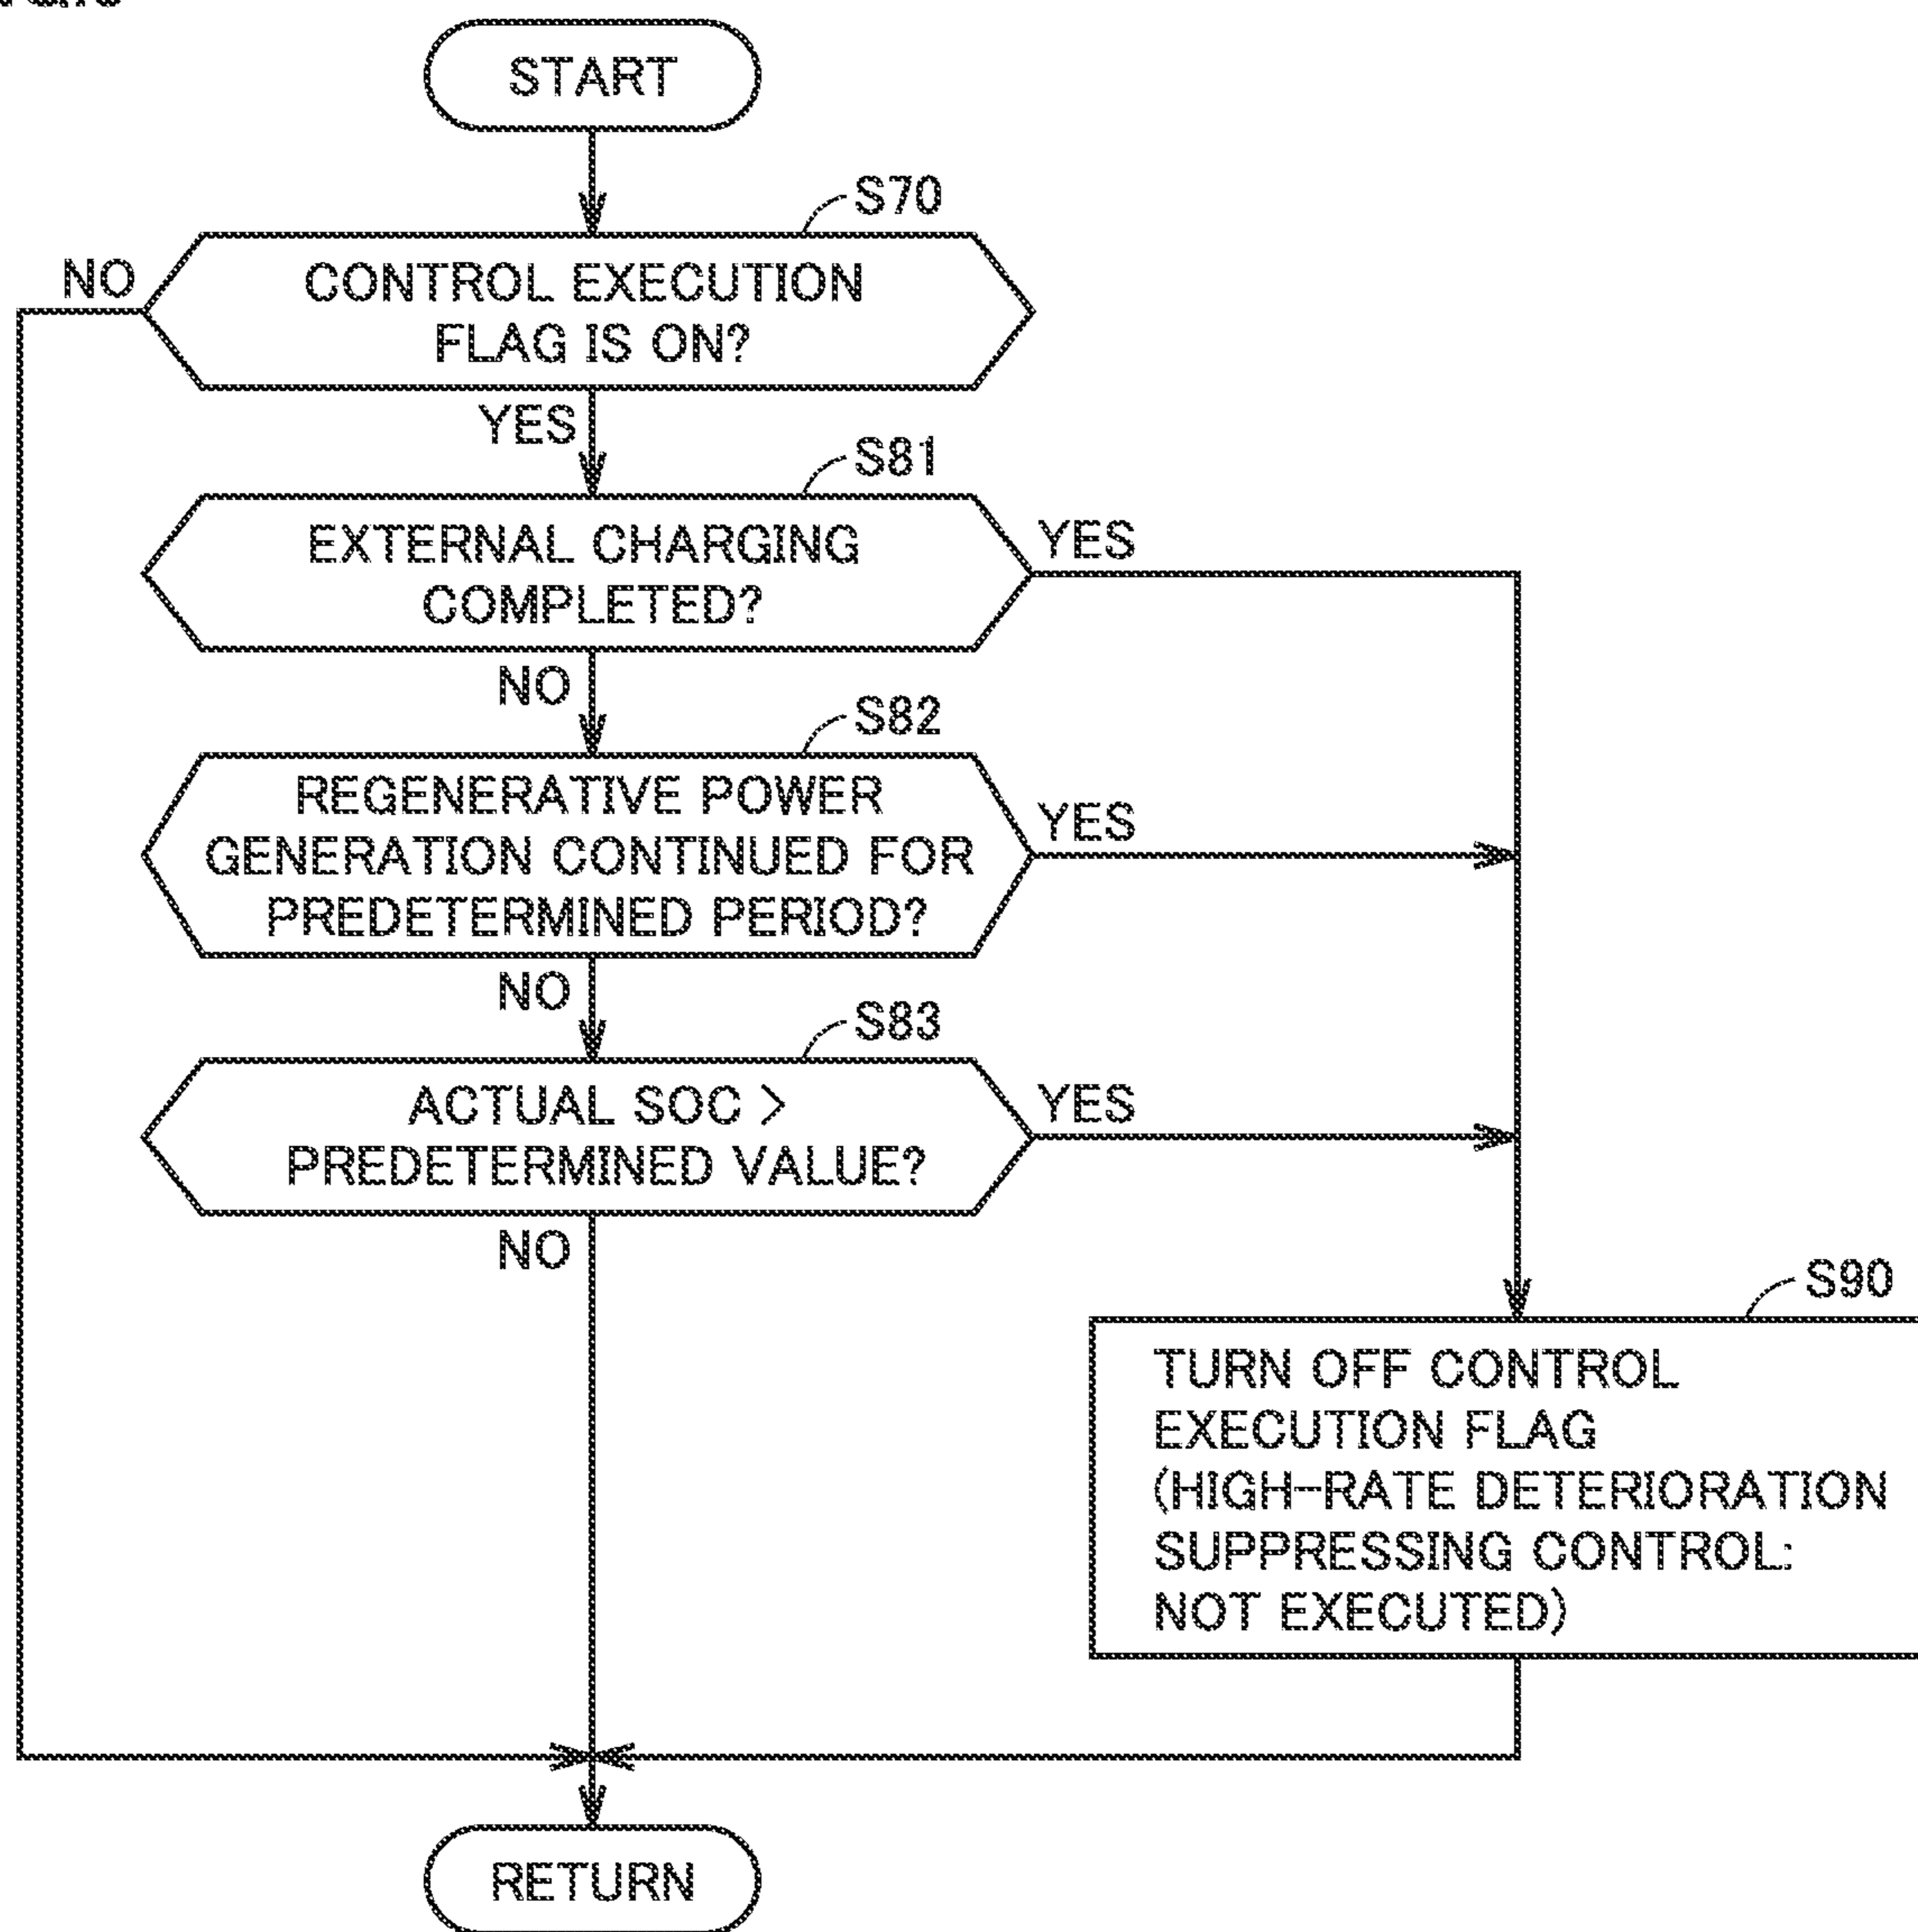 START
S70
NO
CONTROL EXECUTION
FLAG IS ON?
YES
S81
EXTERNAL CHARGING
COMPLETED?
YES
NO
S82
REGENERATIVE POWER
GENERATION CONTINUED FOR
PREDETERMINED PERIOD?
YES
NO
S83
ACTUAL SOC >
PREDETERMINED VALUE?
YES
NO
S90
TURN OFF CONTROL
EXECUTION FLAG
(HIGH-RATE DETERIORATION
SUPPRESSING CONTROL:
NOT EXECUTED)
RETURN